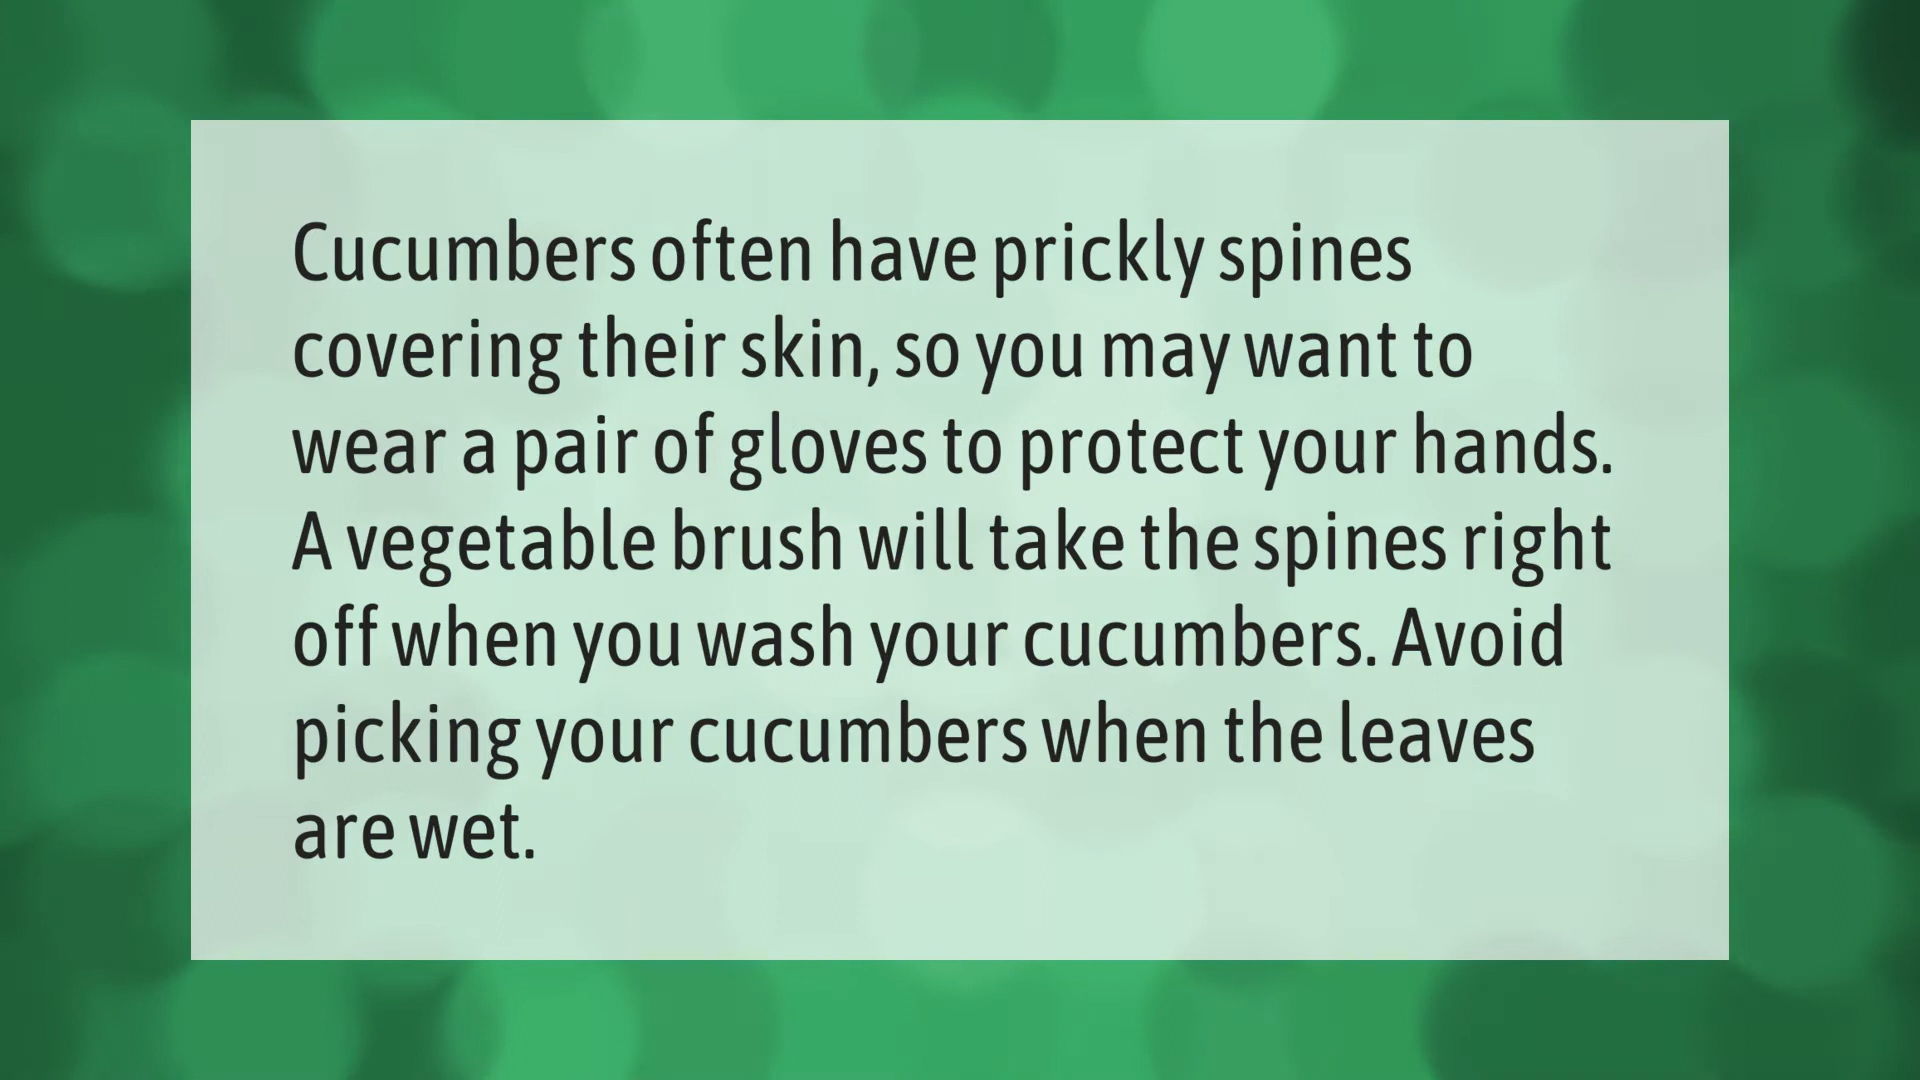 Cucumbers often have prickly spines
covering their skin, so you may want to
wear a pair of gloves to protect your hands.
A vegetable brush will take the spines right
off when you wash your cucumbers. Avoid
picking your cucumbers when the leaves
are wet.